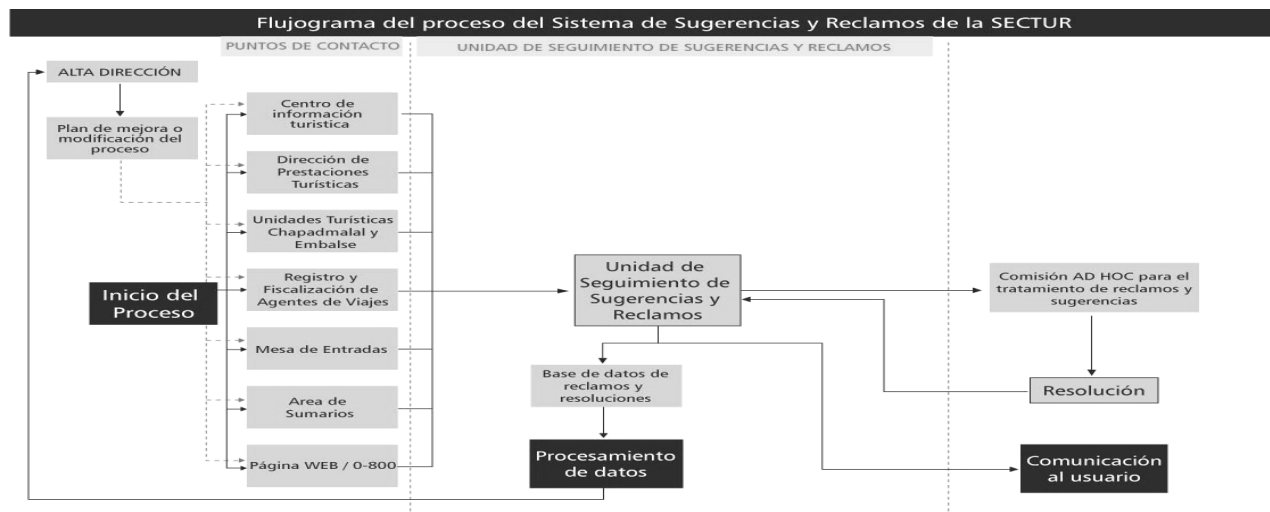 Flujograma del proceso del Sistema de Sugerencias y Reclamos de la SECTUR
PUNTOS DE CONTACTO
UNIDAD DE SEGUIMIENTO DE SUGERENCIAS Y RECLAMOS
ALTA DIRECCIÓN
Plan de mejora o
modificación del
proceso
Inicio del
Proceso
Centro de
información
turistica
Dirección de
Prestaciones
Turísticas
Unidades Turísticas
Chapadmalal y
Embalse
Registro y
Fiscalización de
Agentes de Viajes
Mesa de Entradas
Area de
Sumarios
Página WEB / 0-800
Unidad de
Seguimiento de
Sugerencias y
Reclamos
Base de datos de
reclamos y
resoluciones
Procesamiento
de datos
Comisión AD HOC para el
tratamiento de reclamos y
sugerencias
Resolución
Comunicación
al usuario